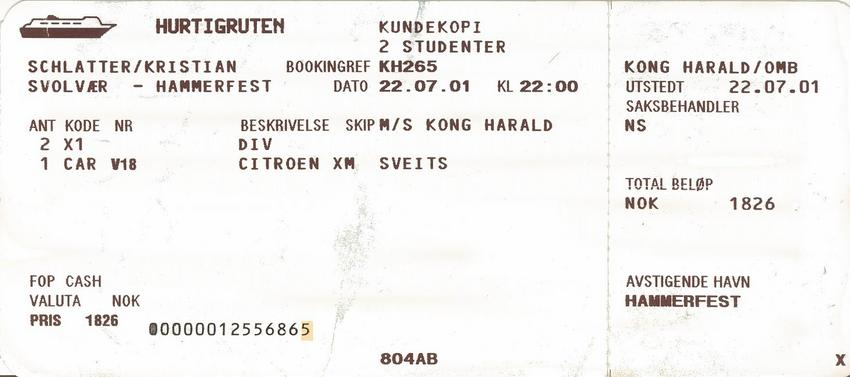 HURTIGRUTEN KUNDEKOPI
2 STUDENTER
SCHLATTER/KRISTIAN BOOKINGREF KH265
SVOLVÆR - HAMMERFEST DATO 22.07.01 KL 22:00
ANT KODE NR BESKRIVELSE SKIP M/S KONG HARALD
2 X1 DIV
1 CAR V18 CITROEN XM SVEITS
FOP CASH
VALUTA NOK
PRIS 1826
00000012556865
804AB
KONG HARALD/OMB
UTSTEDT 22.07.01
SAKSBEHANDLER
NS
TOTAL BELØP
NOK 1826
AVSTIGENDE HAVN
HAMMERFEST
X